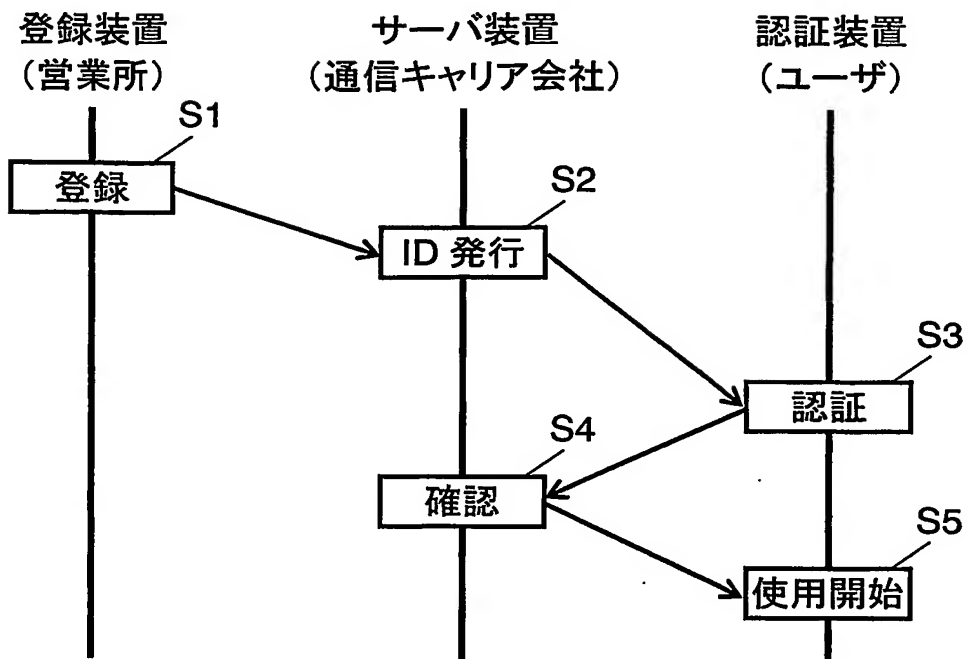 登録装置
(営業所)
サーバ装置
(通信キャリア会社)
認証装置
(ユーザ)
S1
登録
S2
ID 発行
S3
認証
S4
確認
S5
使用開始